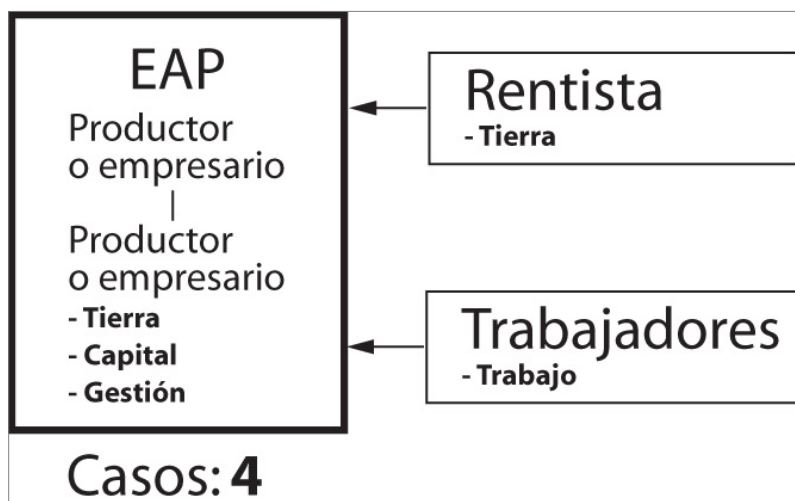 EAP
Productor
o empresario
Productor
o empresario
- Tierra
- Capital
- Gestión
Rentista
- Tierra
Trabajadores
- Trabajo
Casos: 4